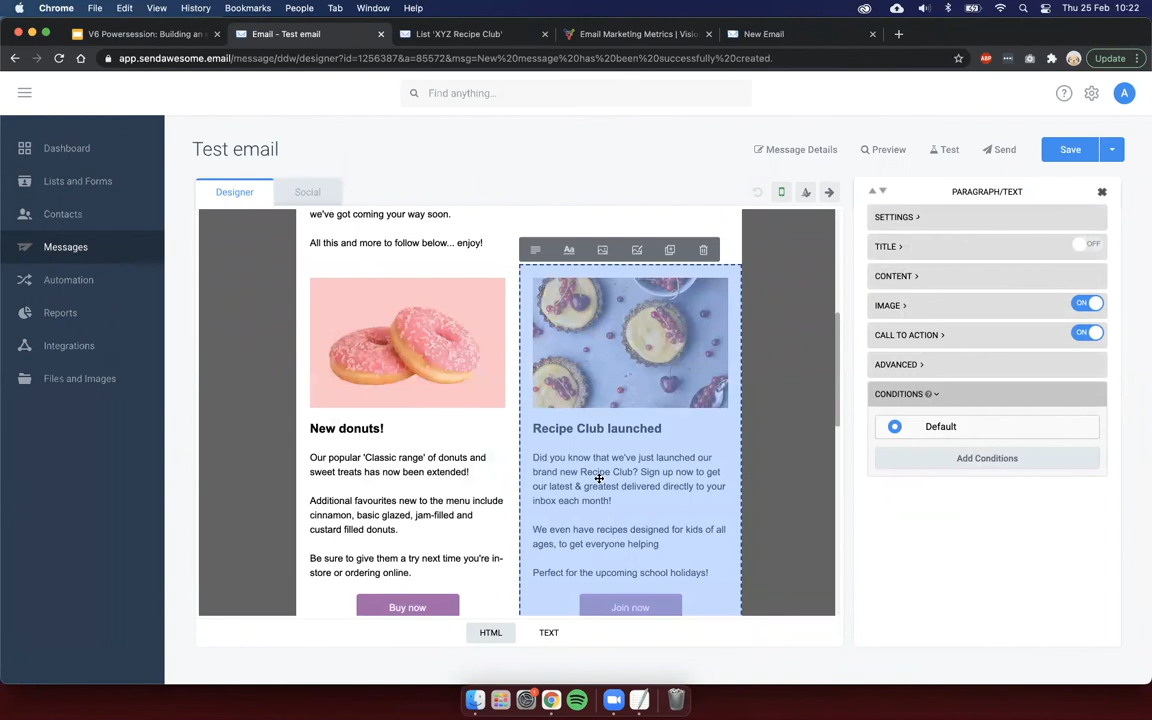 Chrome File Edit View History Bookmarks People Tab Window Help
Thu 25 Feb 10:22
V6 Powersession: Building an
Email - Test email
List 'XYZ Recipe Club'
Email Marketing Metrics | Visio
New Email
app.sendawesome.email/message/ddw/designer?id=1256387&a=85572&msg=New%20message%20has%20been%20successfully%20created.
ABP
Update
Find anything...
A
Dashboard
Lists and Forms
Contacts
Messages
Automation
Reports
Integrations
Files and Images
Test email
Message Details
Preview
Test
Send
Save
Designer
Social
we've got coming your way soon.
All this and more to follow below... enjoy!
Aa
New donuts!
Our popular 'Classic range' of donuts and
sweet treats has now been extended!
Additional favourites new to the menu include
cinnamon, basic glazed, jam-filled and
custard filled donuts.
Be sure to give them a try next time you're in-
store or ordering online.
Buy now
Recipe Club launched
Did you know that we've just launched our
brand new Recipe Club? Sign up now to get
our latest & greatest delivered directly to your
inbox each month!
We even have recipes designed for kids of all
ages, to get everyone helping
Perfect for the upcoming school holidays!
Join now
HTML
TEXT
PARAGRAPH/TEXT
SETTINGS
TITLE
OFF
CONTENT
IMAGE
ON
CALL TO ACTION
ON
ADVANCED
CONDITIONS
Default
Add Conditions